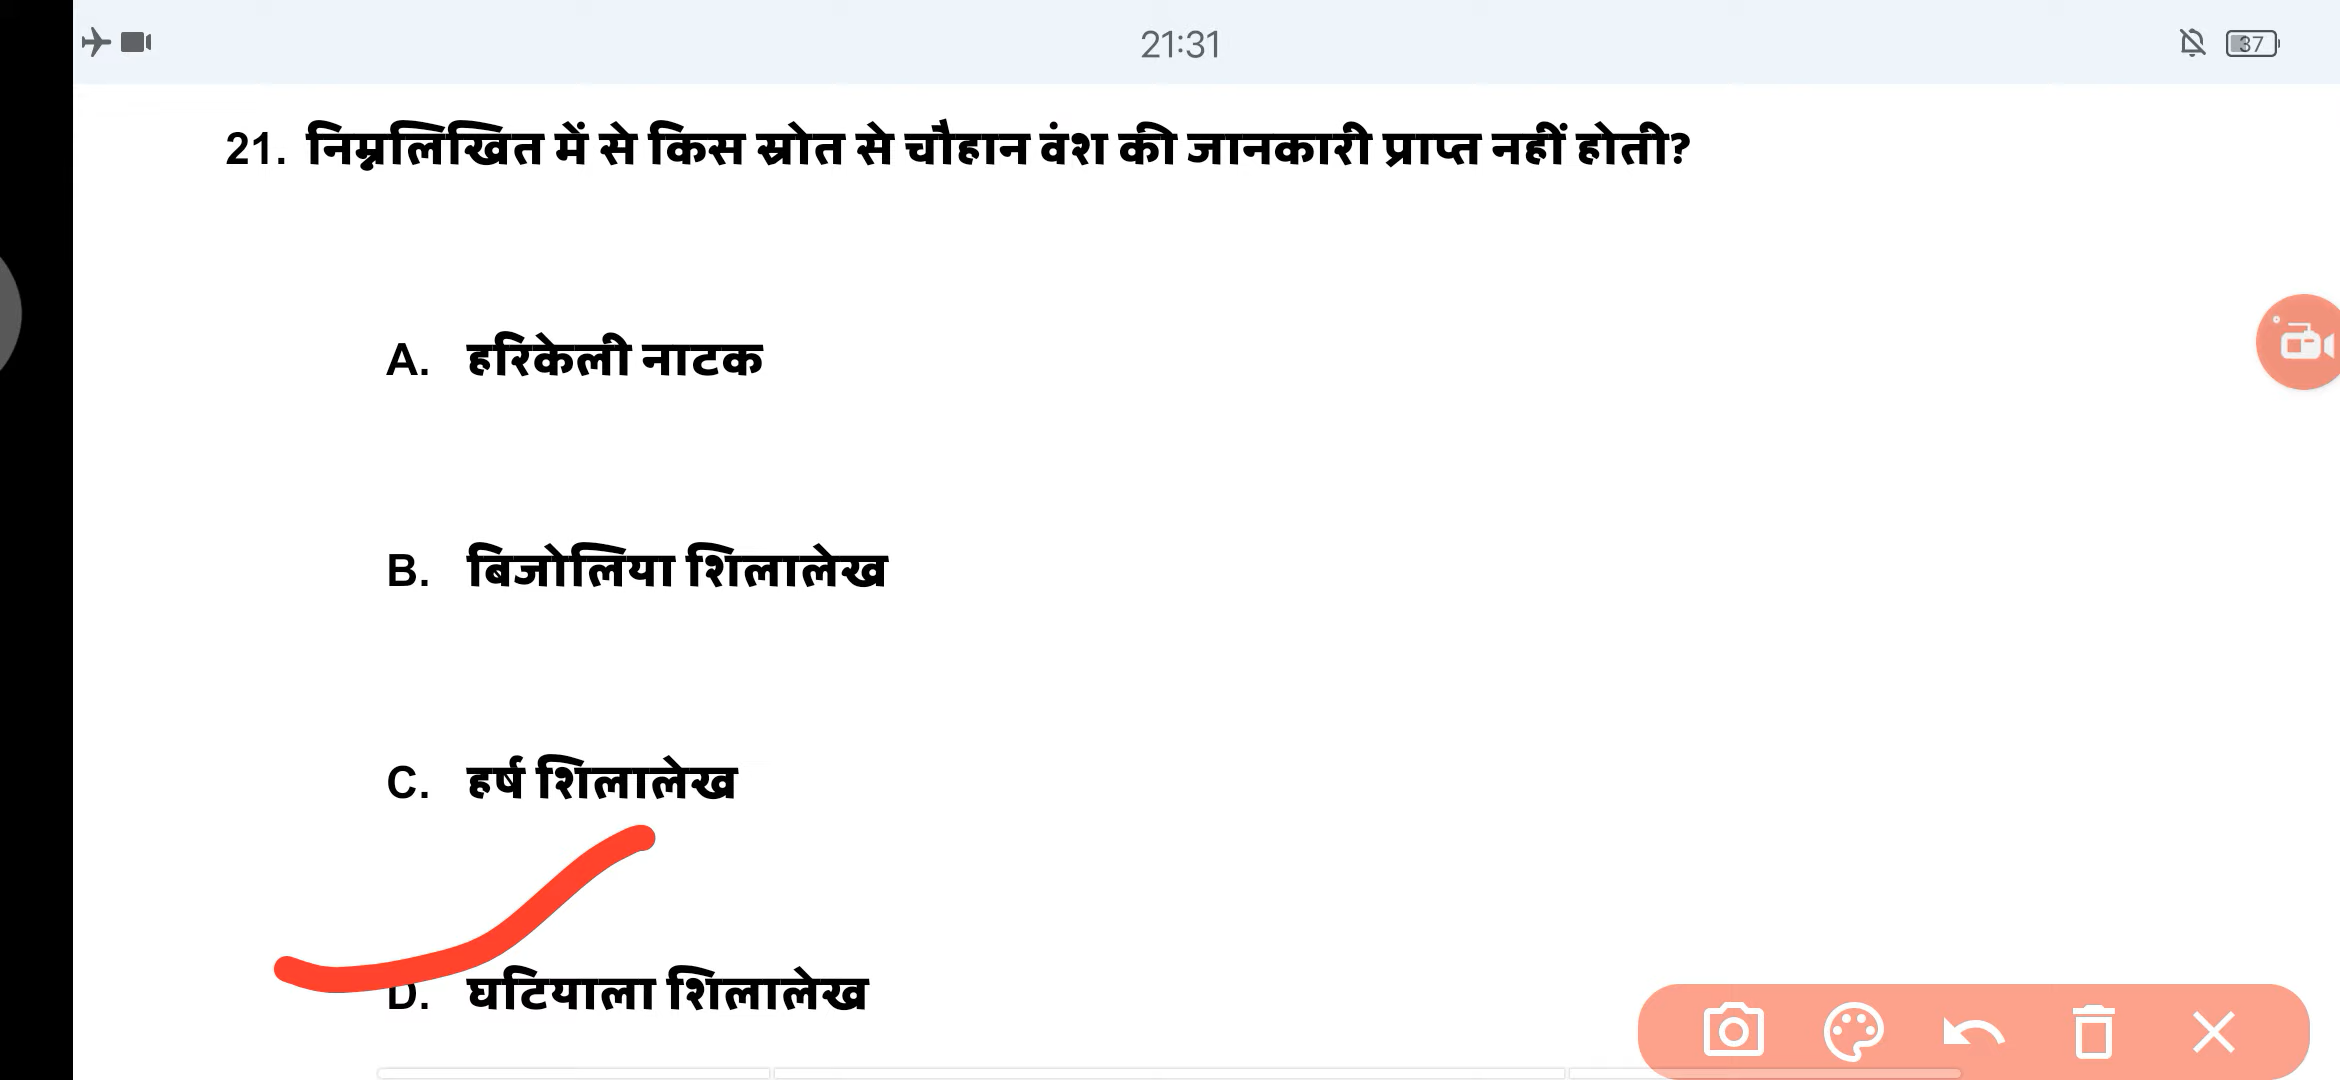 21:31
37
21. निम्नलिखित में से किस स्रोत से चौहान वंश की जानकारी प्राप्त नहीं होती?
A. हरिकेली नाटक
B. बिजोलिया शिलालेख
C. हर्ष शिलालेख
D. घटियाला शिलालेख